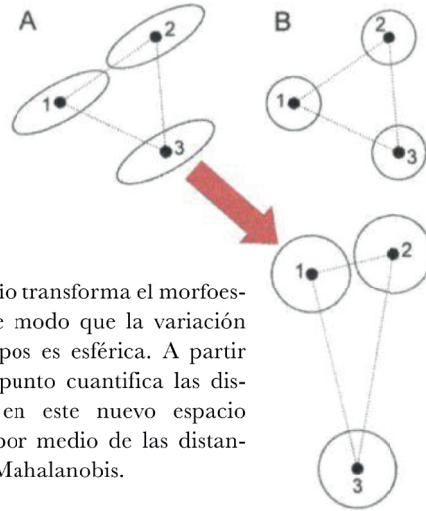 A
B
2
1
3
2
1
3
1
2
3
io transforma el morfoes-
e modo que la variación
pos es esférica. A partir
punto cuantifica las dis-
en este nuevo espacio
por medio de las distan-
Mahalanobis.